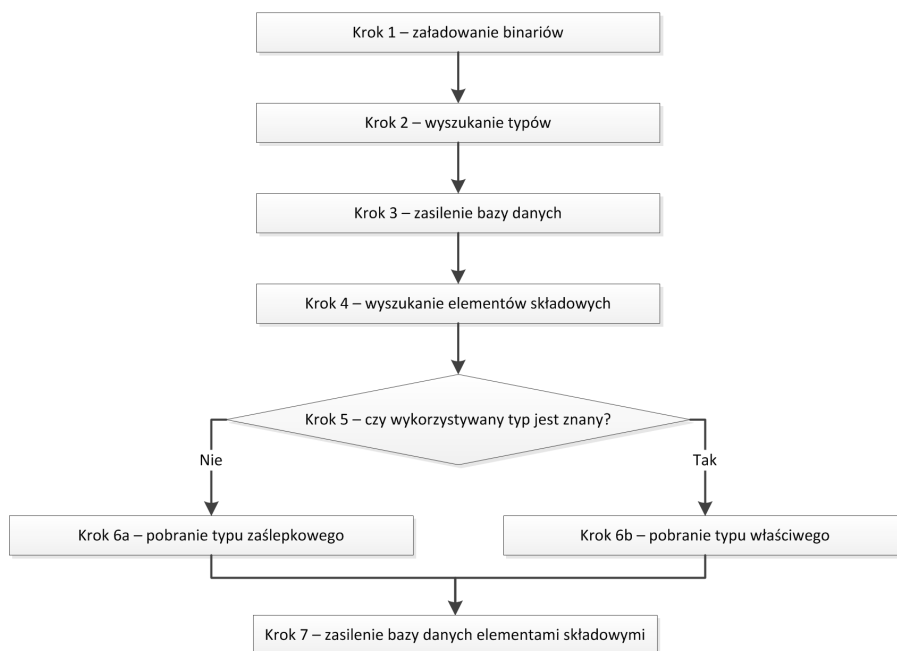 Krok 1 – załadowanie binariów
Krok 2 – wyszukanie typów
Krok 3 – zasilenie bazy danych
Krok 4 – wyszukanie elementów składowych
Krok 5 – czy wykorzystywany typ jest znany?
Nie
Tak
Krok 6a – pobranie typu zaślepkowego
Krok 6b – pobranie typu właściwego
Krok 7 – zasilenie bazy danych elementami składowymi